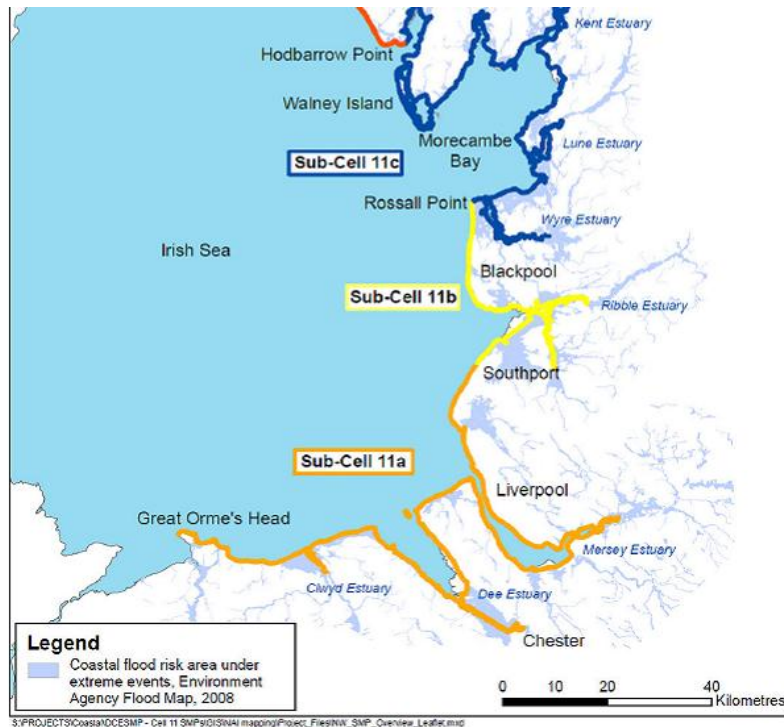 Kent Estuary
Hodbarrow Point
Walney Island
Morecambe
Bay
Lune Estuary
Sub-Cell 11c
Rossall Point
Wyre Estuary
Irish Sea
Blackpool
Sub-Cell 11b
Ribble Estuary
Southport
Sub-Cell 11a
Liverpool
Great Orme's Head
Mersey Estuary
Clwyd Estuary
Dee Estuary
Chester
Legend
Coastal flood risk area under
extreme events, Environment
Agency Flood Map, 2008
0 10 20 40
Kilometres